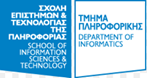 ΣΧΟΛΗ
ΕΠΙΣΤΗΜΩΝ &
ΤΕΧΝΟΛΟΓΙΑΣ
ΤΗΣ
ΠΛΗΡΟΦΟΡΙΑΣ
SCHOOL OF
INFORMATION
SCIENCES &
TECHNOLOGY
ΤΜΗΜΑ
ΠΛΗΡΟΦΟΡΙΚΗΣ
DEPARTMENT OF
INFORMATICS